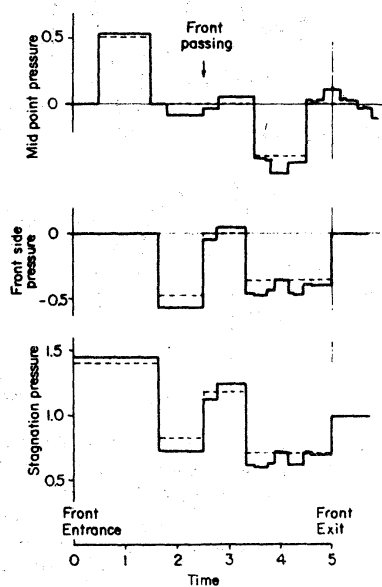 Front
passing
Mid point pressure
0.5
0
Front side
pressure
0
-0.5
Stagnation pressure
1.5
1.0
0.5
Front
Entrance
Front
Exit
0 1 2 3 4 5
Time